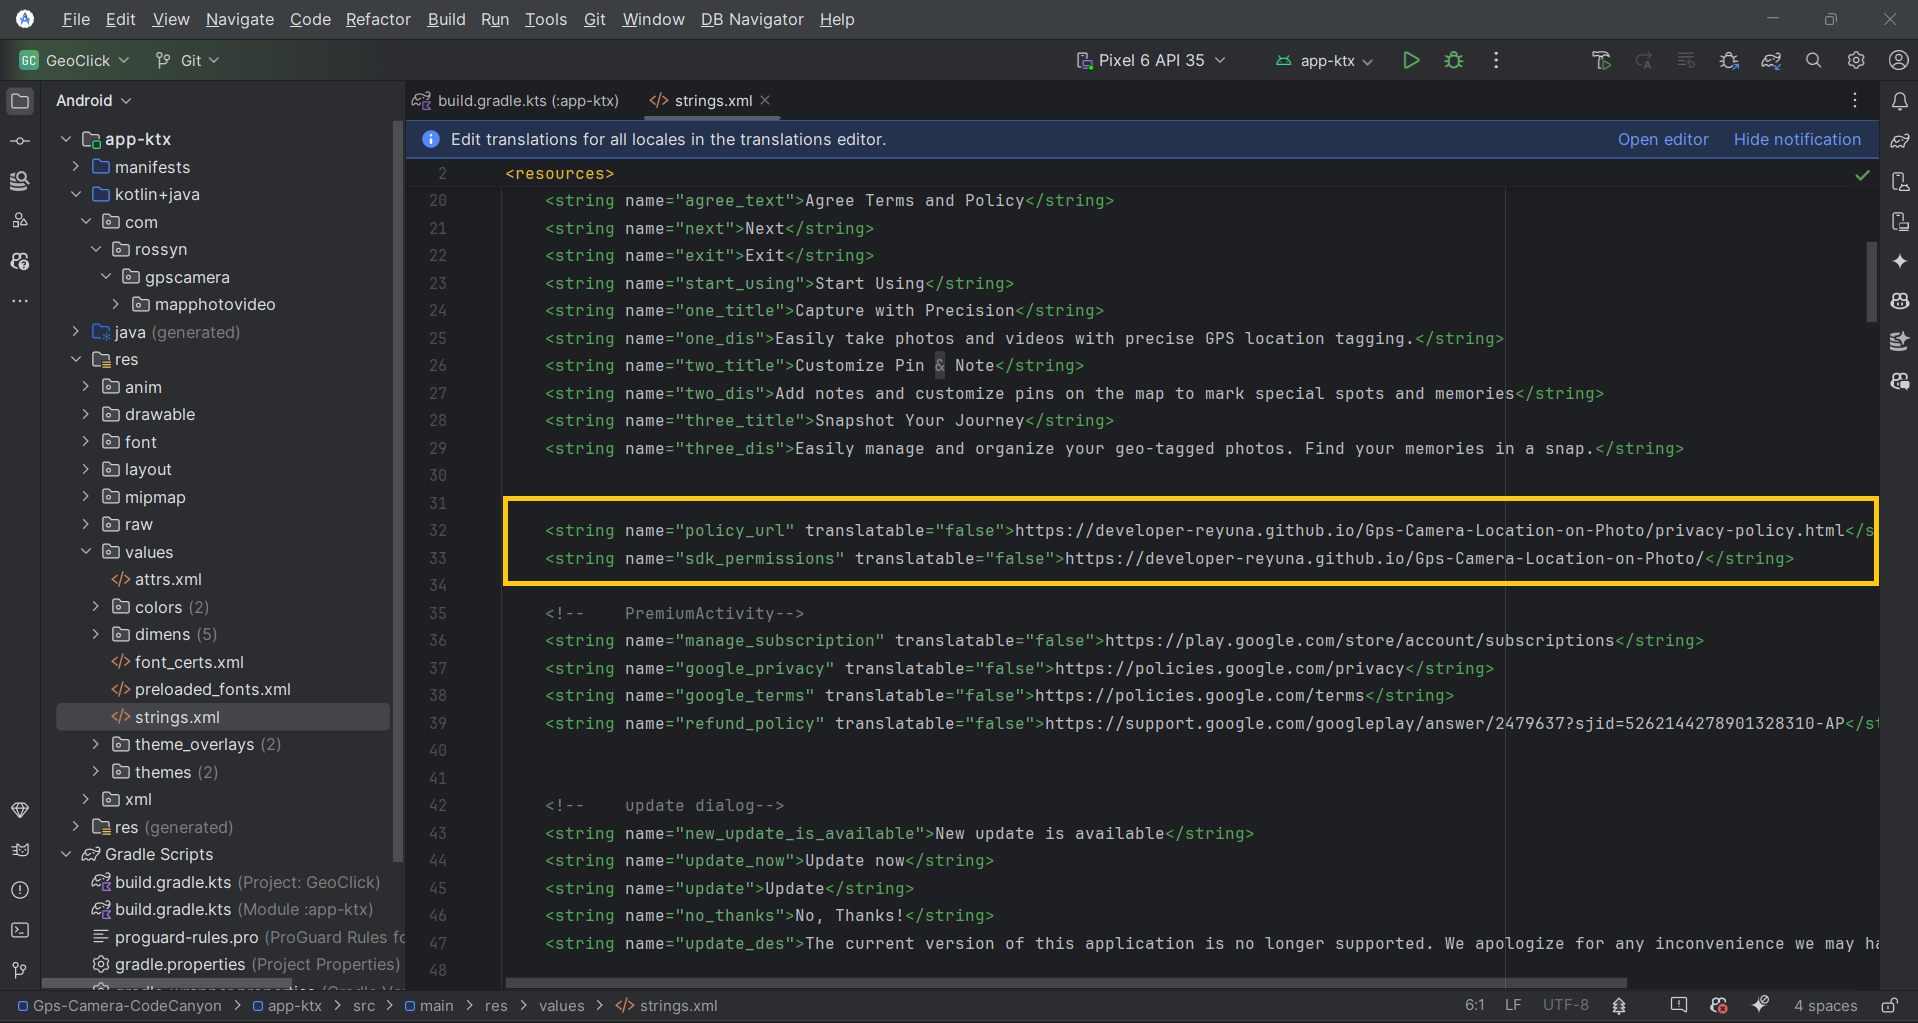 File Edit View Navigate Code Refactor Build Run Tools Git Window DB Navigator Help
GC GeoClick Git Pixel 6 API 35 app-ktx
Android
build.gradle.kts (:app-ktx) strings.xml
Edit translations for all locales in the translations editor. Open editor Hide notification
app-ktx
manifests
kotlin+java
com
rossyn
gpscamera
mapphotovideo
java (generated)
res
anim
drawable
font
layout
mipmap
raw
values
attrs.xml
colors (2)
dimens (5)
font_certs.xml
preloaded_fonts.xml
strings.xml
theme_overlays (2)
themes (2)
xml
res (generated)
Gradle Scripts
build.gradle.kts (Project: GeoClick)
build.gradle.kts (Module :app-ktx)
proguard-rules.pro (ProGuard Rules fo
gradle.properties (Project Properties)
2 <resources>
20 <string name="agree_text">Agree Terms and Policy</string>
21 <string name="next">Next</string>
22 <string name="exit">Exit</string>
23 <string name="start_using">Start Using</string>
24 <string name="one_title">Capture with Precision</string>
25 <string name="one_dis">Easily take photos and videos with precise GPS location tagging.</string>
26 <string name="two_title">Customize Pin & Note</string>
27 <string name="two_dis">Add notes and customize pins on the map to mark special spots and memories</string>
28 <string name="three_title">Snapshot Your Journey</string>
29 <string name="three_dis">Easily manage and organize your geo-tagged photos. Find your memories in a snap.</string>
30
31
32 <string name="policy_url" translatable="false">https://developer-reyuna.github.io/Gps-Camera-Location-on-Photo/privacy-policy.html</s
33 <string name="sdk_permissions" translatable="false">https://developer-reyuna.github.io/Gps-Camera-Location-on-Photo/</string>
34
35 <!-- PremiumActivity-->
36 <string name="manage_subscription" translatable="false">https://play.google.com/store/account/subscriptions</string>
37 <string name="google_privacy" translatable="false">https://policies.google.com/privacy</string>
38 <string name="google_terms" translatable="false">https://policies.google.com/terms</string>
39 <string name="refund_policy" translatable="false">https://support.google.com/googleplay/answer/2479637?sjid=5262144278901328310-AP</st
40
41
42 <!-- update dialog-->
43 <string name="new_update_is_available">New update is available</string>
44 <string name="update_now">Update now</string>
45 <string name="update">Update</string>
46 <string name="no_thanks">No, Thanks!</string>
47 <string name="update_des">The current version of this application is no longer supported. We apologize for any inconvenience we may ha
48
Gps-Camera-CodeCanyon app-ktx src main res values strings.xml 6:1 LF UTF-8 4 spaces